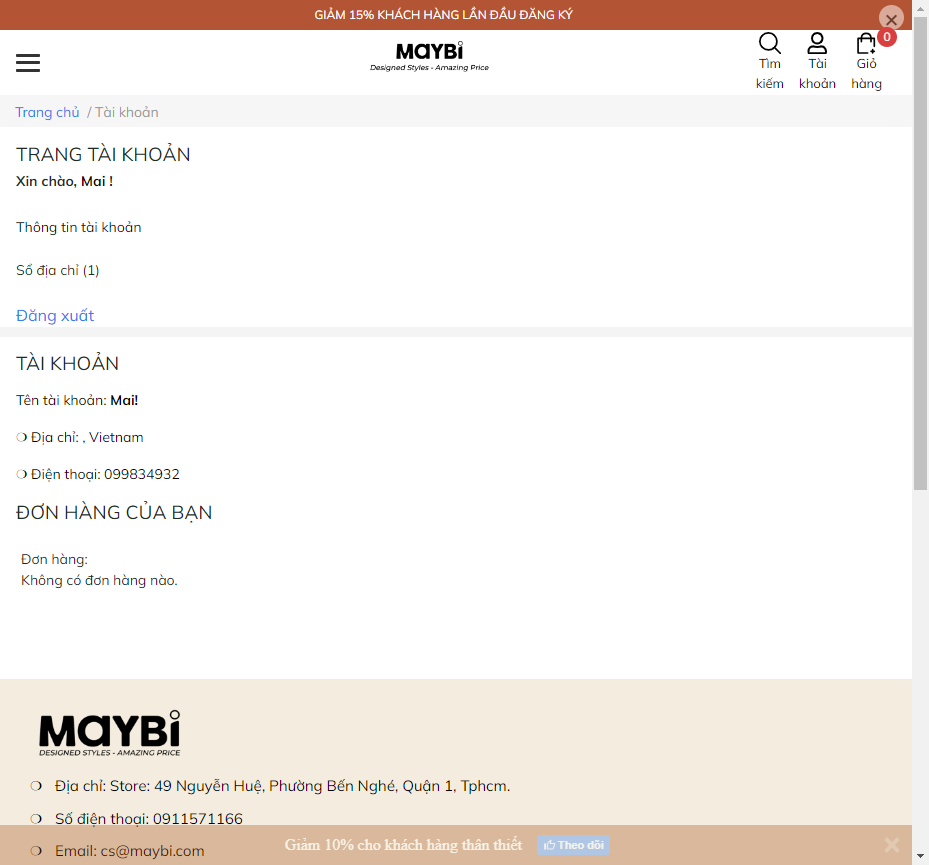 GIẢM 15% KHÁCH HÀNG LẦN ĐẦU ĐĂNG KÝ
MAYBI
Designed Styles - Amazing Price
Tìm kiếm
Tài khoản
Giỏ hàng
0
Trang chủ / Tài khoản
TRANG TÀI KHOẢN
Xin chào, Mai !
Thông tin tài khoản
Sổ địa chỉ (1)
Đăng xuất
TÀI KHOẢN
Tên tài khoản: Mai!
Địa chỉ: , Vietnam
Điện thoại: 099834932
ĐƠN HÀNG CỦA BẠN
Đơn hàng:
Không có đơn hàng nào.
MAYBI
DESIGNED STYLES - AMAZING PRICE
Địa chỉ: Store: 49 Nguyễn Huệ, Phường Bến Nghé, Quận 1, Tphcm.
Số điện thoại: 0911571166
Giảm 10% cho khách hàng thân thiết
Theo dõi
Email: cs@maybi.com